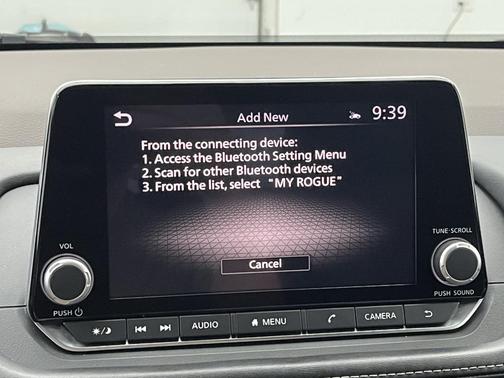 Add New
9:39
From the connecting device:
1. Access the Bluetooth Setting Menu
2. Scan for other Bluetooth devices
3. From the list, select "MY ROGUE"
Cancel
VOL
PUSH
TUNE·SCROLL
PUSH SOUND
AUDIO
MENU
CAMERA